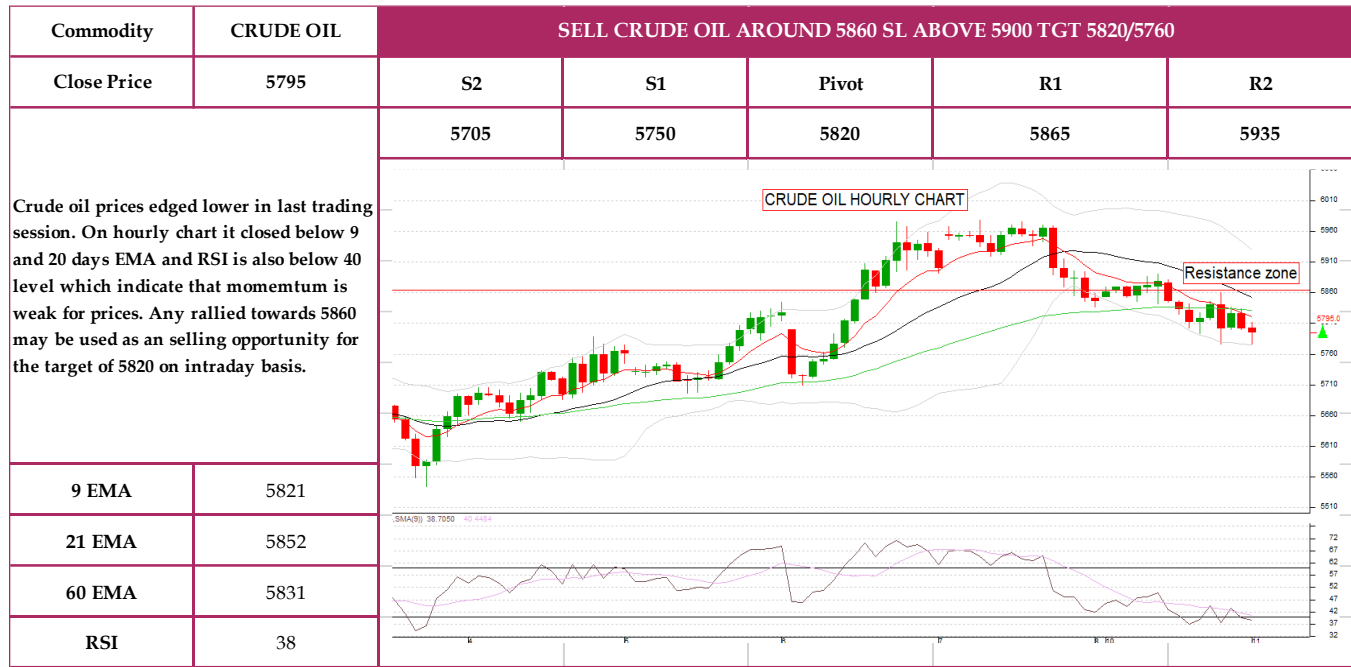 Commodity
CRUDE OIL
SELL CRUDE OIL AROUND 5860 SL ABOVE 5900 TGT 5820/5760
Close Price
5795
S2
S1
Pivot
R1
R2
5705
5750
5820
5865
5935
Crude oil prices edged lower in last trading
session. On hourly chart it closed below 9
and 20 days EMA and RSI is also below 40
level which indicate that momemtum is
weak for prices. Any rallied towards 5860
may be used as an selling opportunity for
the target of 5820 on intraday basis.
CRUDE OIL HOURLY CHART
Resistance zone
6010
5960
5910
5860
5795.0
5760
5710
5660
5610
5560
5510
9 EMA
5821
21 EMA
5852
60 EMA
5831
RSI
38
,SMA(9)) 38.7050 40.4484
72
67
62
57
52
47
42
37
32